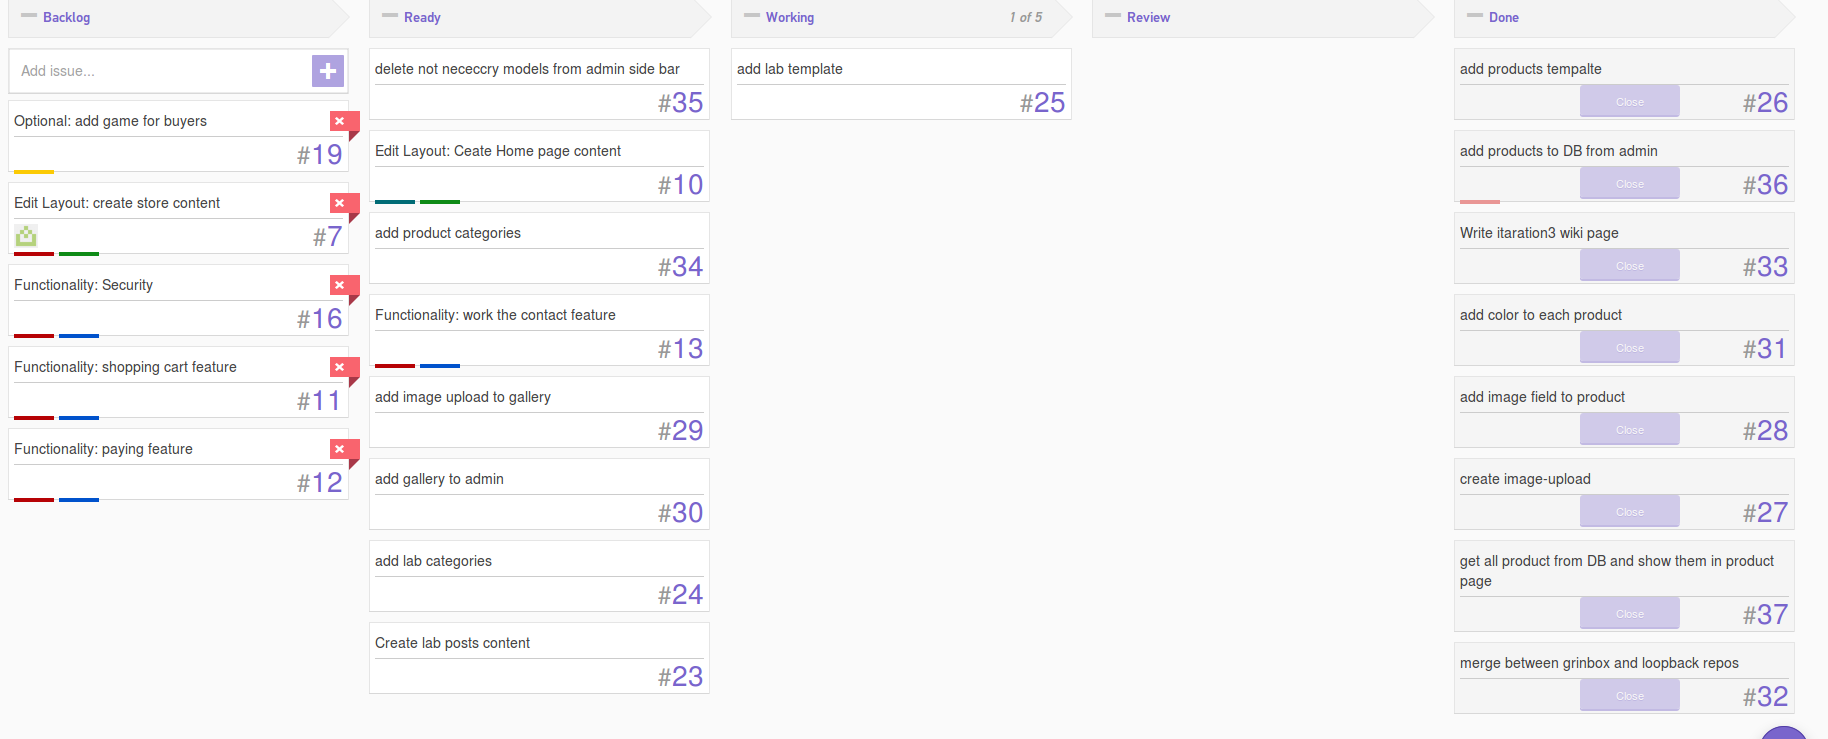 Backlog
Add issue...
Optional: add game for buyers
#19
Edit Layout: create store content
#7
Functionality: Security
#16
Functionality: shopping cart feature
#11
Functionality: paying feature
#12
Ready
delete not nececcry models from admin side bar
#35
Edit Layout: Ceate Home page content
#10
add product categories
#34
Functionality: work the contact feature
#13
add image upload to gallery
#29
add gallery to admin
#30
add lab categories
#24
Create lab posts content
#23
Working 1 of 5
add lab template
#25
Review
Done
add products tempalte
Close #26
add products to DB from admin
Close #36
Write itaration3 wiki page
Close #33
add color to each product
Close #31
add image field to product
Close #28
create image-upload
Close #27
get all product from DB and show them in product
page
Close #37
merge between grinbox and loopback repos
Close #32